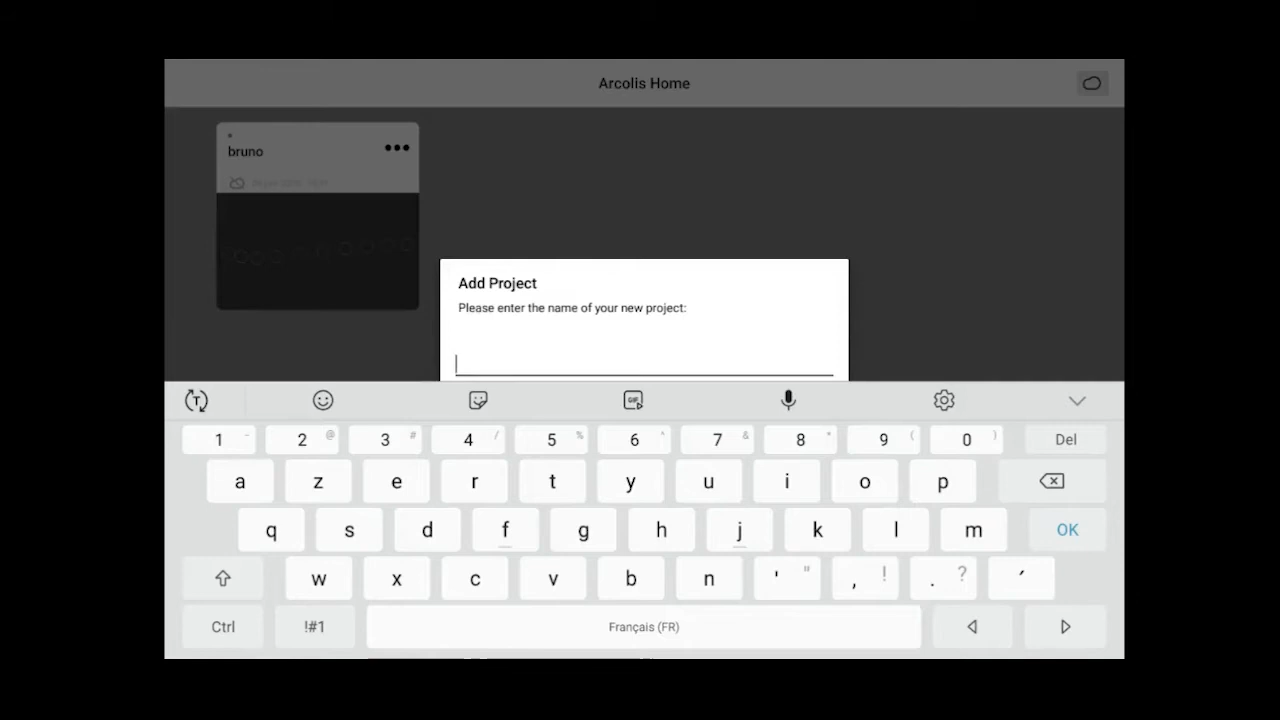 Arcolis Home
bruno
Add Project
Please enter the name of your new project:
T
GIF
1 - 2 @ 3 # 4 / 5 % 6 ^ 7 & 8 * 9 ( 0 ) Del
a z e r t y u i o p
q s d f g h j k l m OK
w x c v b n ' " , ! . ? ´
Ctrl !#1 Français (FR)